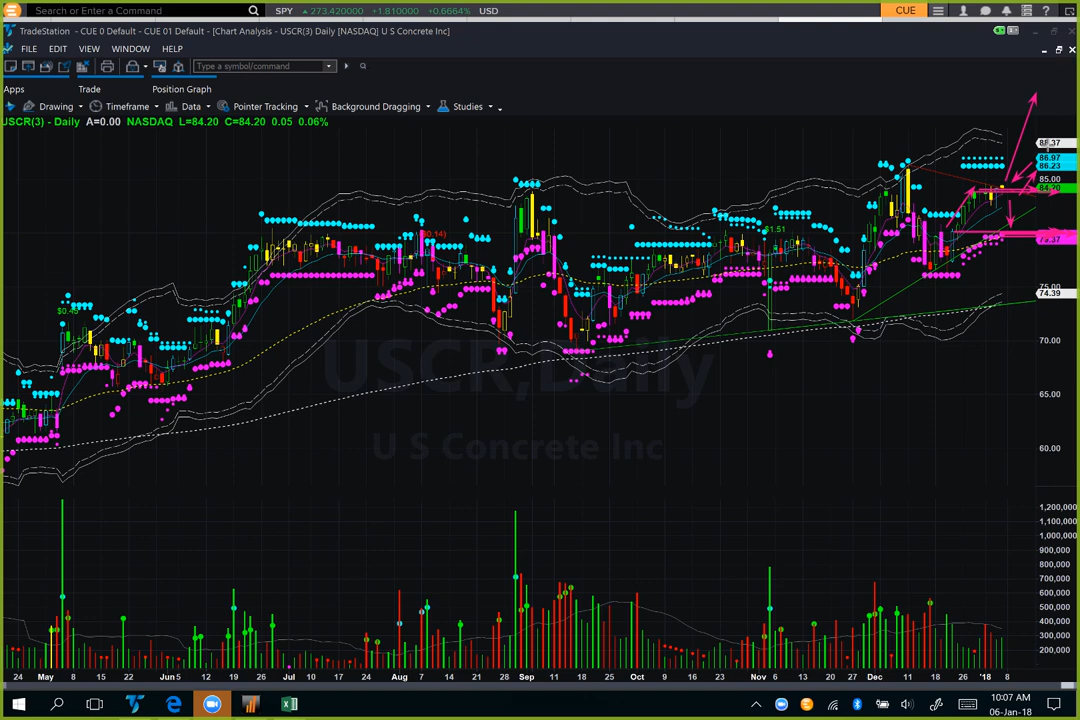 Search or Enter a Command
SPY 273.420000 +1.810000 +0.6664% USD
CUE
TradeStation - CUE 0 Default - CUE 01 Default - [Chart Analysis - USCR(3) Daily [NASDAQ] U S Concrete Inc]
FILE EDIT VIEW WINDOW HELP
Type a symbol/command
Apps Trade Position Graph
Drawing Timeframe Data Pointer Tracking Background Dragging Studies
USCR(3) - Daily A=0.00 NASDAQ L=84.20 C=84.20 0.05 0.06%
88.37
86.97
86.23
85.00
84.20
$1.51
75.00
74.39
70.00
USCR,Daily
65.00
U S Concrete Inc
60.00
1,200,000
1,100,000
1,000,000
900,000
800,000
700,000
600,000
500,000
400,000
300,000
200,000
24 May 8 15 22 Jun 5 12 19 26 Jul 10 17 24 Aug 7 14 21 28 Sep 11 18 25 Oct 9 16 23 Nov 6 13 20 27 Dec 11 18 26 '18 8
10:07 AM
06-Jan-18